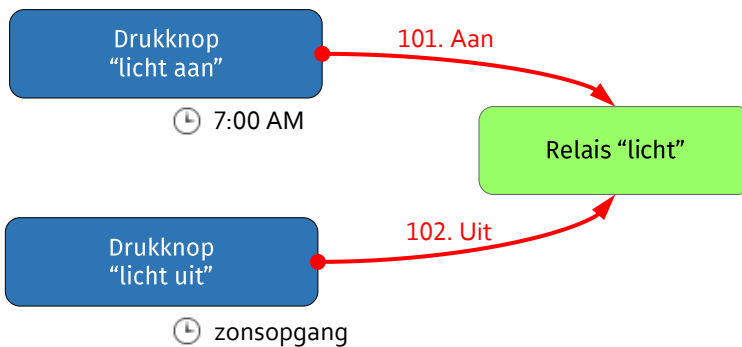 Drukknop
“licht aan”
101. Aan
7:00 AM
Relais “licht”
Drukknop
“licht uit”
102. Uit
zonsopgang